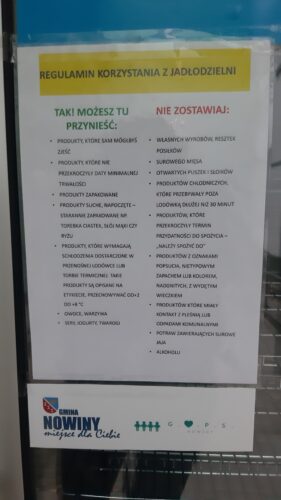 REGULAMIN KORZYSTANIA Z JADŁODZIELNI
TAK! MOŻESZ TU
PRZYNIEŚĆ:
• PRODUKTY, KTÓRE SAM MÓGŁBYŚ
ZJEŚĆ
• PRODUKTY, KTÓRE NIE
PRZEKROCZYŁY DATY MINIMALNEJ
TRWAŁOŚCI
• PRODUKTY ZAPAKOWANE
• PRODUKTY SUCHE, NAPOCZĘTE –
STARANNIE ZAPAKOWANE NP.
TOREBKA CIASTEK, SŁÓJ MĄKI CZY
RYŻU
• PRODUKTY, KTÓRE WYMAGAJĄ
SCHŁODZENIA DOSTARCZONE W
PRZENOŚNEJ LODÓWCE LUB
TORBIE TERMICZNEJ. TAKIE
PRODUKTY SĄ OPISANE NA
ETYKIECIE, PRZECHOWYWAĆ OD+2
DO +8 °C
• OWOCE, WARZYWA
• SERY, JOGURTY, TWAROGI
NIE ZOSTAWIAJ:
• WŁASNYCH WYROBÓW, RESZTEK
POSIŁKÓW
• SUROWEGO MIĘSA
• OTWARTYCH PUSZEK I SŁOIKÓW
• PRODUKTÓW CHŁODNICZYCH,
KTÓRE PRZEBYWAŁY POZA
LODÓWKĄ DŁUŻEJ NIŻ 30 MINUT
• PRODUKTÓW, KTÓRE
PRZEKROCZYŁY TERMIN
PRZYDATNOŚCI DO SPOŻYCIA –
„NALEŻY SPOŻYĆ DO"
• PRODUKTÓW Z OZNAKAMI
POPSUCIA, NIETYPOWYM
ZAPACHEM LUB KOLOREM,
NADGNITYCH, Z WYDĘTYM
WIECZKIEM
• PRODUKTÓW KTÓRE MIAŁY
KONTAKT Z PLEŚNIĄ LUB
ODPADAMI KOMUNALNYMI
• POTRAW ZAWIERAJĄCYCH SUROWE
JAJA
• ALKOHOLU
GMINA
NOWINY
miejsce dla Ciebie
G . . P . S .
NOWINY